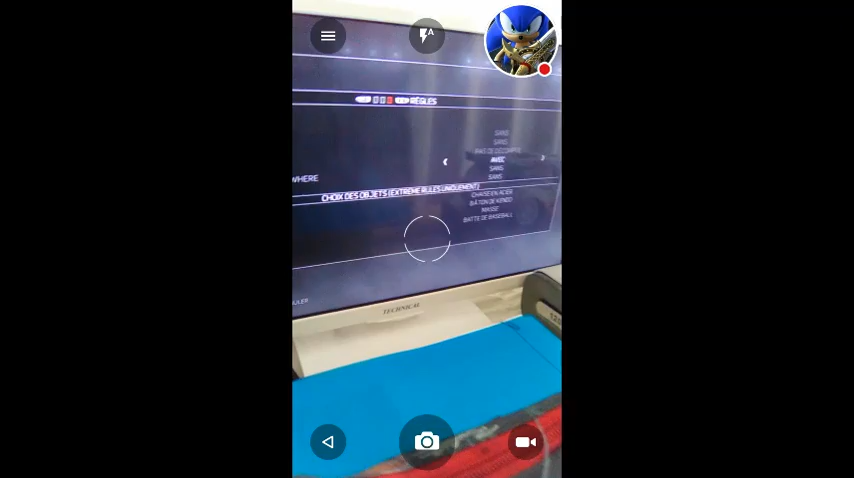 RÈGLES
SANS
SANS
PAS DE DÉCOMPTE
AVEC
SANS
WHERE
SANS
CHOIX DES OBJETS (EXTREME RULES UNIQUEMENT)
CHAISE EN ACIER
BÂTON DE KENDO
MASSE
BATTE DE BASEBALL
TECHNICAL